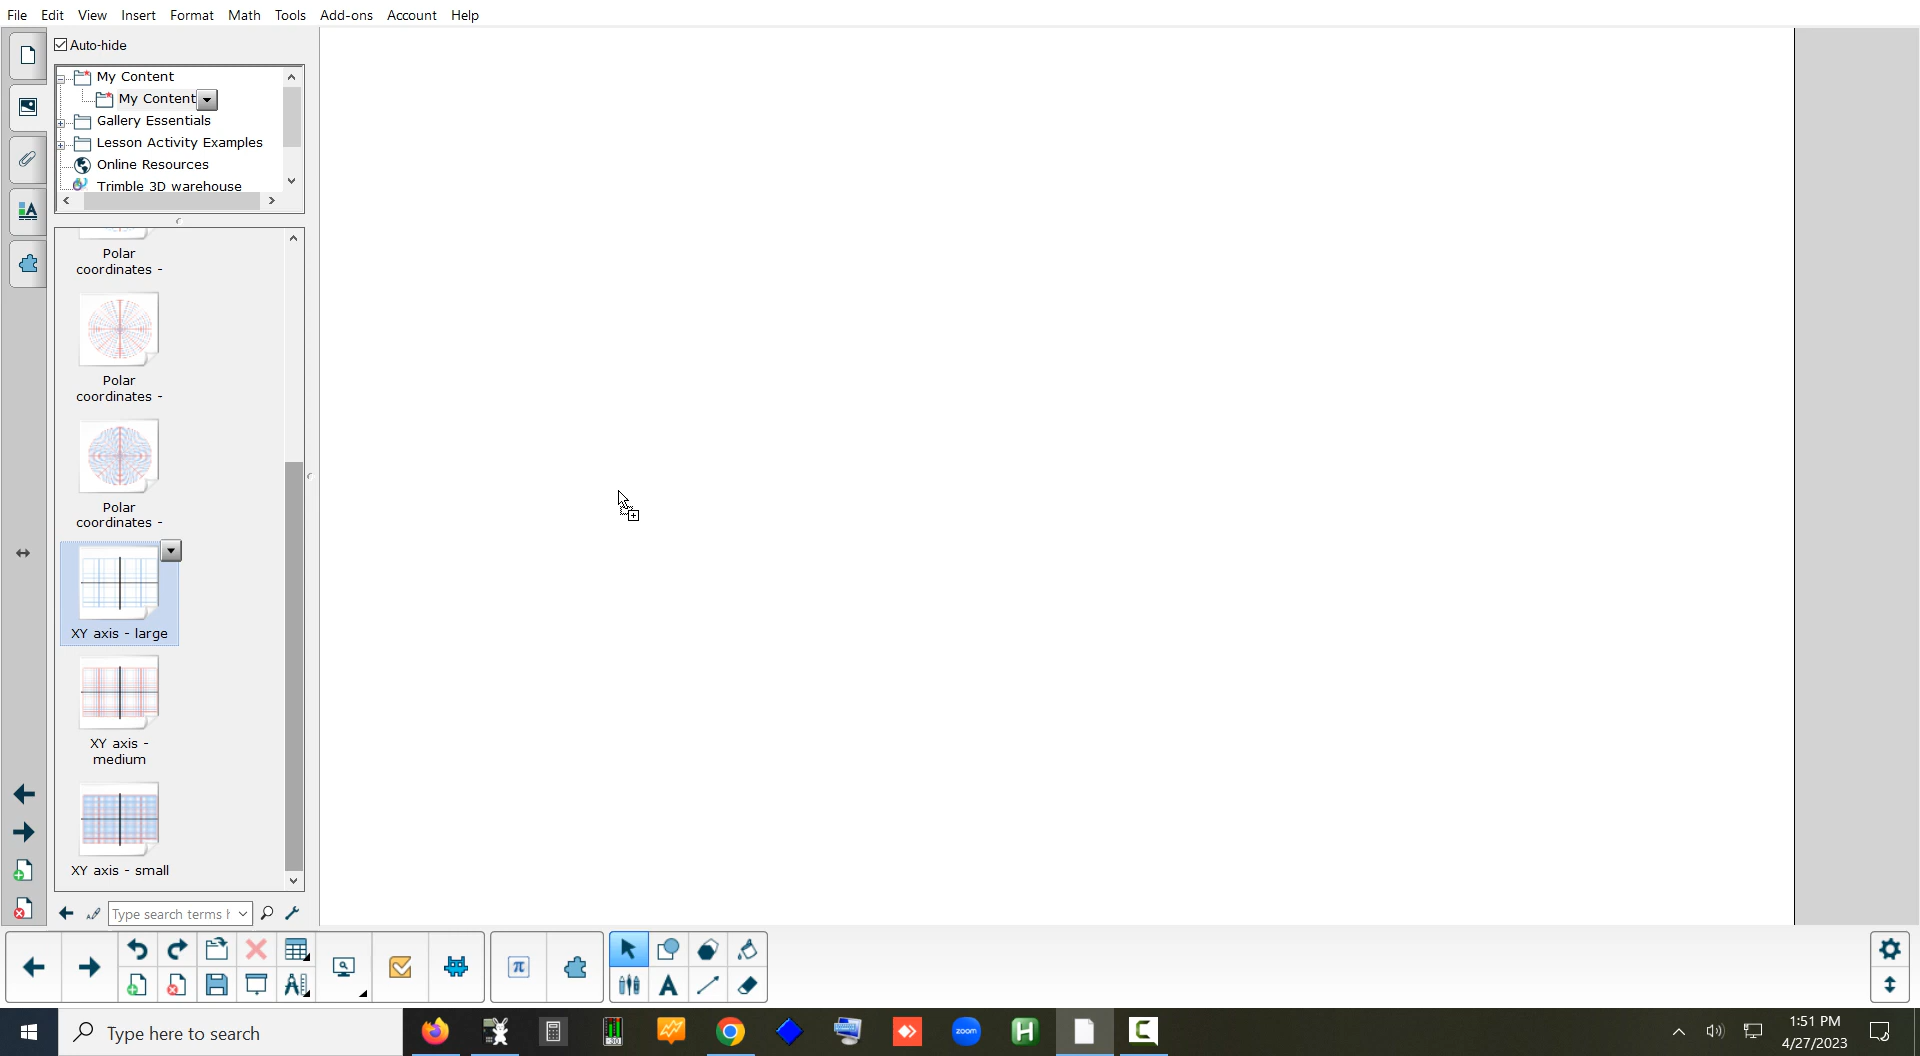 File Edit View Insert Format Math Tools Add-ons Account Help
Auto-hide
My Content
My Content
Gallery Essentials
Lesson Activity Examples
Online Resources
Trimble 3D warehouse
Polar
coordinates -
Polar
coordinates -
Polar
coordinates -
XY axis - large
XY axis -
medium
XY axis - small
Type search terms h
π
A
Type here to search
zoom
H
C
1:51 PM
4/27/2023